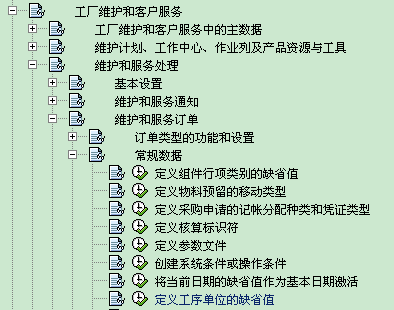 工厂维护和客户服务
工厂维护和客户服务中的主数据
维护计划、工作中心、作业列及产品资源与工具
维护和服务处理
基本设置
维护和服务通知
维护和服务订单
订单类型的功能和设置
常规数据
定义组件行项类别的缺省值
定义物料预留的移动类型
定义采购申请的记帐分配种类和凭证类型
定义核算标识符
定义参数文件
创建系统条件或操作条件
将当前日期的缺省值作为基本日期激活
定义工序单位的缺省值